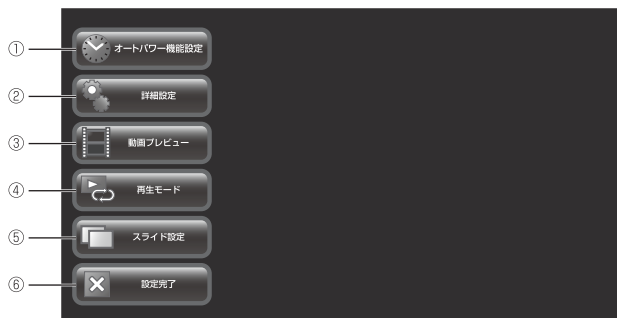 ① オートパワー機能設定
② 詳細設定
③ 動画プレビュー
④ 再生モード
⑤ スライド設定
⑥ 設定完了